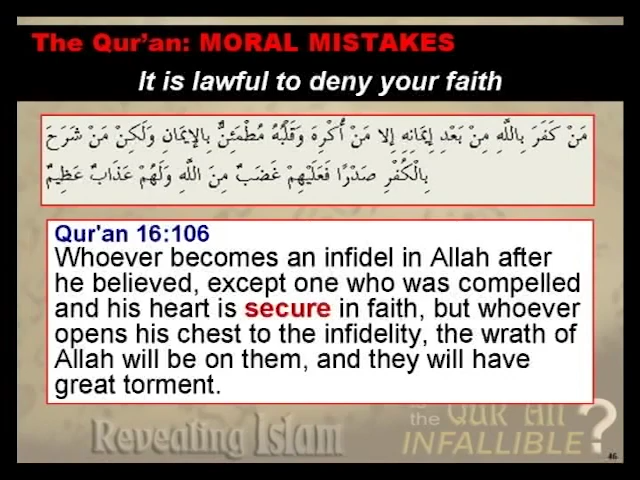 The Qur'an: MORAL MISTAKES
It is lawful to deny your faith
مَنْ كَفَرَ بِاللَّهِ مِنْ بَعْدِ إِيمَانِهِ إِلا مَنْ أُكْرِهَ وَقَلْبُهُ مُطْمَئِنٌّ بِالإِيمَانِ وَلَكِنْ مَنْ شَرَحَ
بِالْكُفْرِ صَدْرًا فَعَلَيْهِمْ غَضَبٌ مِنَ اللَّهِ وَلَهُمْ عَذَابٌ عَظِيمٌ
Qur'an 16:106
Whoever becomes an infidel in Allah after
he believed, except one who was compelled
and his heart is secure in faith, but whoever
opens his chest to the infidelity, the wrath of
Allah will be on them, and they will have
great torment.
Revealing Islam
is
the QUR'AN
INFALLIBLE?
46